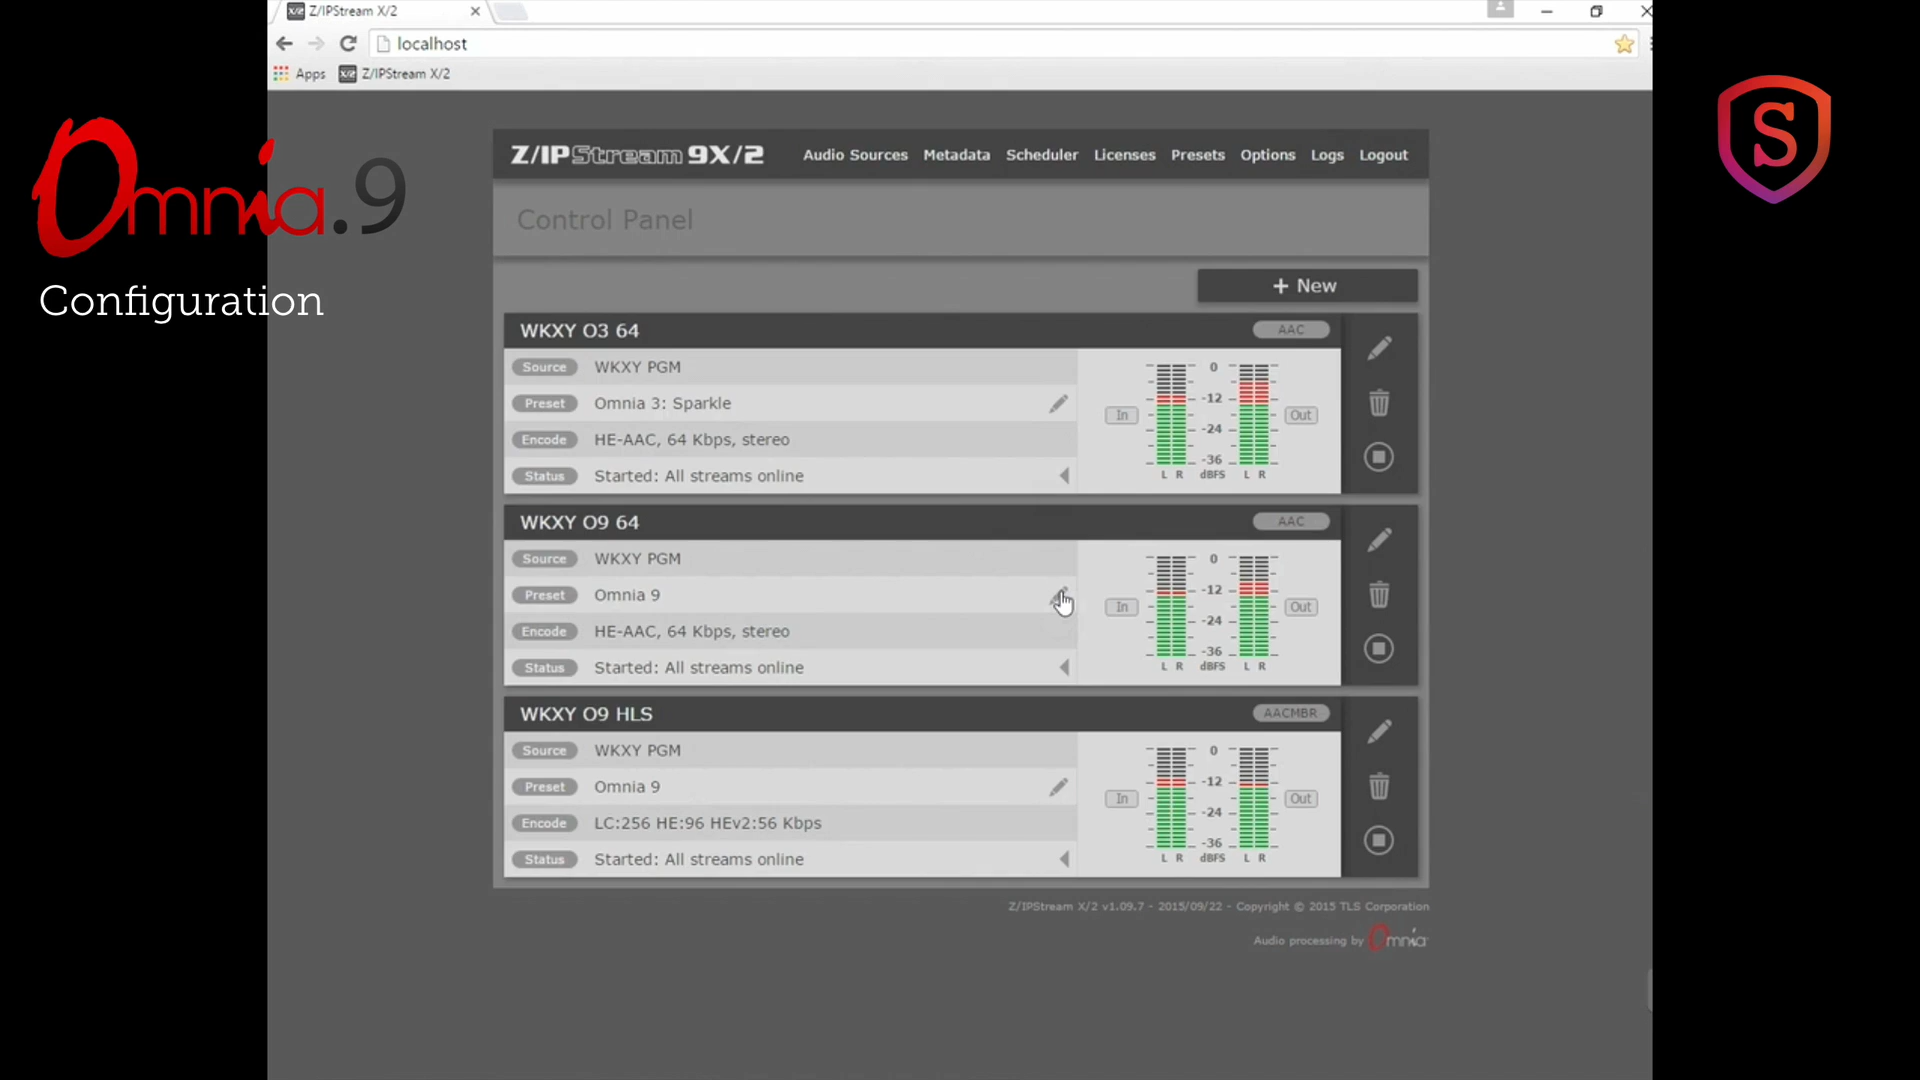 Z/IPStream X/2
localhost
Apps
Z/IPStream X/2
Omnia.9
Configuration
S
Z/IPStream 9X/2
Audio Sources Metadata Scheduler Licenses Presets Options Logs Logout
Control Panel
+ New
WKXY O3 64 AAC
Source WKXY PGM
Preset Omnia 3: Sparkle
Encode HE-AAC, 64 Kbps, stereo
Status Started: All streams online
In 0 -12 -24 -36 Out
L R dBFS L R
WKXY O9 64 AAC
Source WKXY PGM
Preset Omnia 9
Encode HE-AAC, 64 Kbps, stereo
Status Started: All streams online
In 0 -12 -24 -36 Out
L R dBFS L R
WKXY O9 HLS AACMBR
Source WKXY PGM
Preset Omnia 9
Encode LC:256 HE:96 HEv2:56 Kbps
Status Started: All streams online
In 0 -12 -24 -36 Out
L R dBFS L R
Z/IPStream X/2 v1.09.7 - 2015/09/22 - Copyright © 2015 TLS Corporation
Audio processing by Omnia